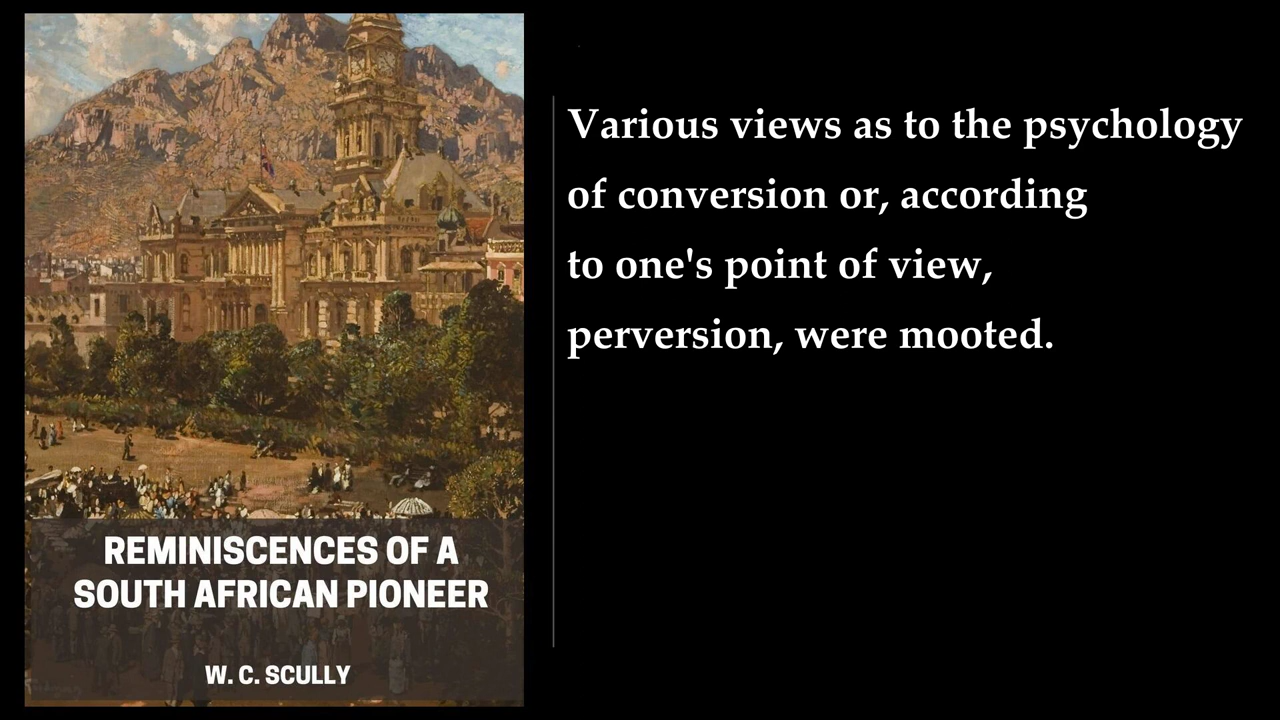 REMINISCENCES OF A
SOUTH AFRICAN PIONEER
W. C. SCULLY
Various views as to the psychology
of conversion or, according
to one's point of view,
perversion, were mooted.